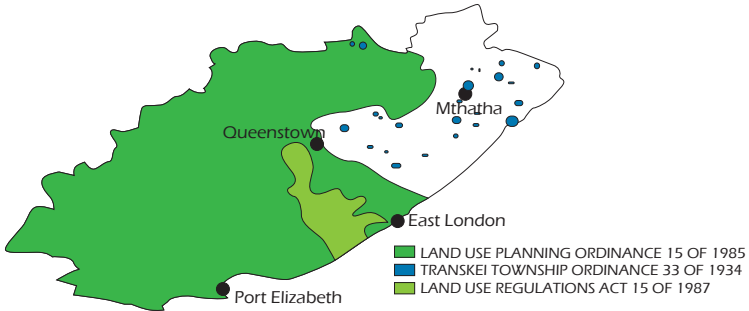 Mthatha
Queenstown
East London
LAND USE PLANNING ORDINANCE 15 OF 1985
TRANSKEI TOWNSHIP ORDINANCE 33 OF 1934
LAND USE REGULATIONS ACT 15 OF 1987
Port Elizabeth